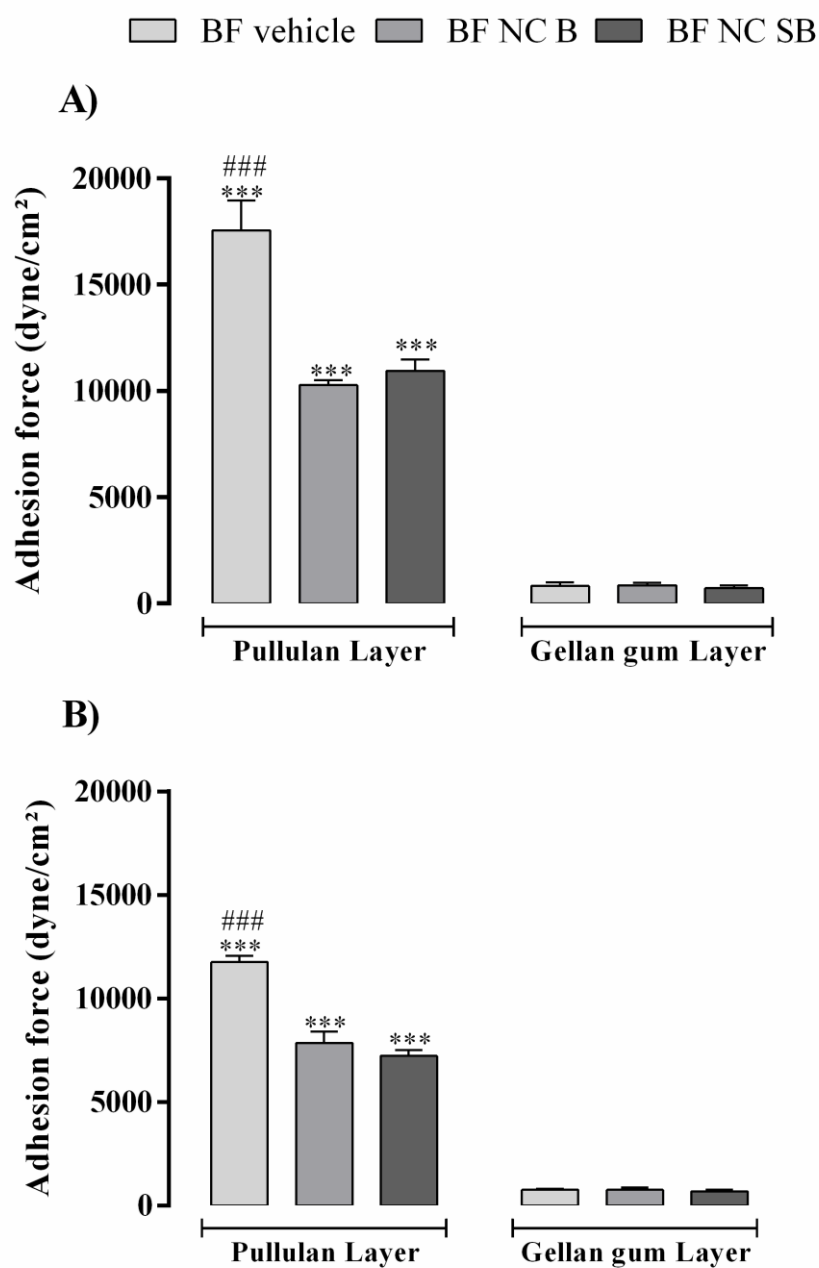 BF vehicle BF NC B BF NC SB
A)
Adhesion force (dyne/cm²)
20000
15000
10000
5000
0
###
***
***
***
Pullulan Layer Gellan gum Layer
B)
Adhesion force (dyne/cm²)
20000
15000
10000
5000
0
###
***
***
***
Pullulan Layer Gellan gum Layer